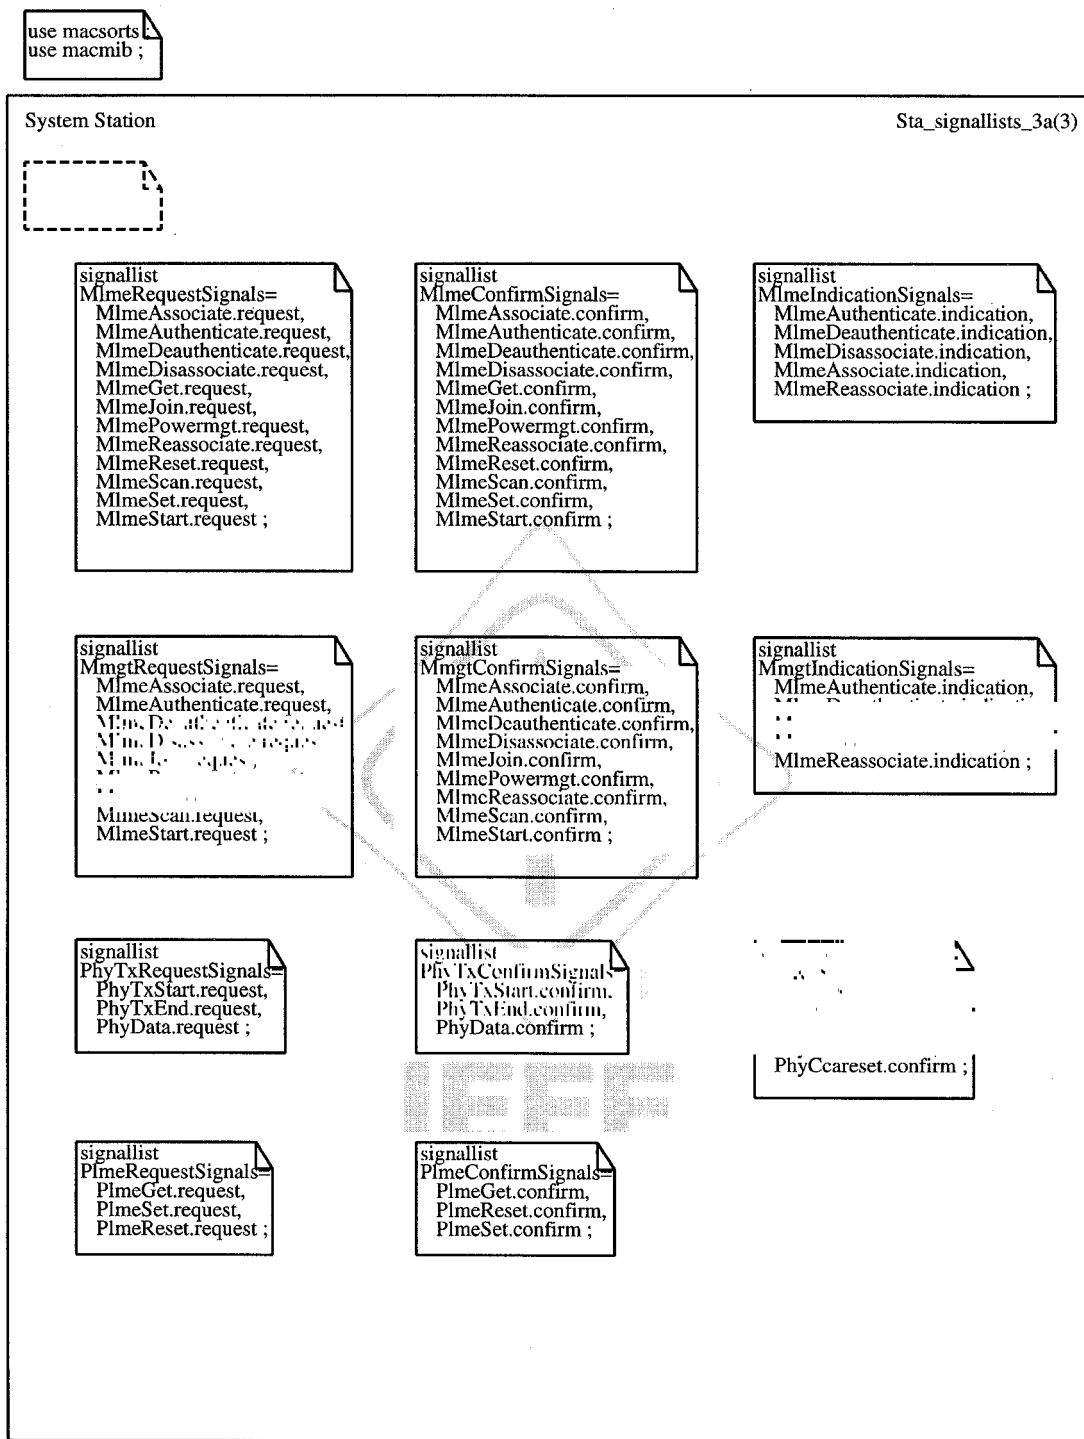 use macsorts ;
use macmib ;
System Station
Sta_signallists_3a(3)
signallist
MlmeRequestSignals=
MlmeAssociate.request,
MlmeAuthenticate.request,
MlmeDeauthenticate.request,
MlmeDisassociate.request,
MlmeGet.request,
MlmeJoin.request,
MlmePowermgt.request,
MlmeReassociate.request,
MlmeReset.request,
MlmeScan.request,
MlmeSet.request,
MlmeStart.request ;
signallist
MlmeConfirmSignals=
MlmeAssociate.confirm,
MlmeAuthenticate.confirm,
MlmeDeauthenticate.confirm,
MlmeDisassociate.confirm,
MlmeGet.confirm,
MlmeJoin.confirm,
MlmePowermgt.confirm,
MlmeReassociate.confirm,
MlmeReset.confirm,
MlmeScan.confirm,
MlmeSet.confirm,
MlmeStart.confirm ;
signallist
MlmeIndicationSignals=
MlmeAuthenticate.indication,
MlmeDeauthenticate.indication,
MlmeDisassociate.indication,
MlmeAssociate.indication,
MlmeReassociate.indication ;
signallist
MmgtRequestSignals=
MlmeAssociate.request,
MlmeAuthenticate.request,
MlmeScan.request,
MlmeStart.request ;
signallist
MmgtConfirmSignals=
MlmeAssociate.confirm,
MlmeAuthenticate.confirm,
MlmeDeauthenticate.confirm,
MlmeDisassociate.confirm,
MlmeJoin.confirm,
MlmePowermgt.confirm,
MlmeReassociate.confirm,
MlmeScan.confirm,
MlmeStart.confirm ;
signallist
MmgtIndicationSignals=
MlmeAuthenticate.indication,
MlmeReassociate.indication ;
signallist
PhyTxRequestSignals=
PhyTxStart.request,
PhyTxEnd.request,
PhyData.request ;
signallist
PhyTxConfirmSignals=
PhyTxStart.confirm,
PhyTxEnd.confirm,
PhyData.confirm ;
PhyCcareset.confirm ;
signallist
PlmeRequestSignals=
PlmeGet.request,
PlmeSet.request,
PlmeReset.request ;
signallist
PlmeConfirmSignals=
PlmeGet.confirm,
PlmeReset.confirm,
PlmeSet.confirm ;